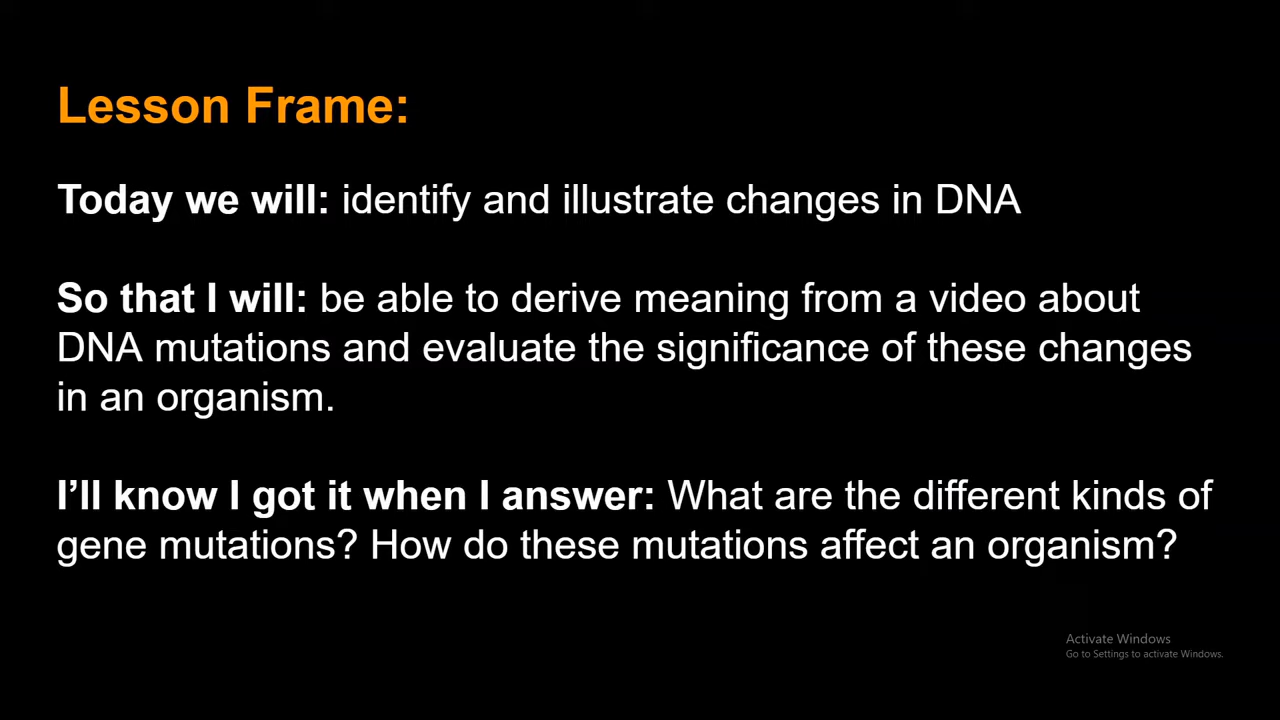 Lesson Frame:
Today we will: identify and illustrate changes in DNA
So that I will: be able to derive meaning from a video about
DNA mutations and evaluate the significance of these changes
in an organism.
I’ll know I got it when I answer: What are the different kinds of
gene mutations? How do these mutations affect an organism?
Activate Windows
Go to Settings to activate Windows.